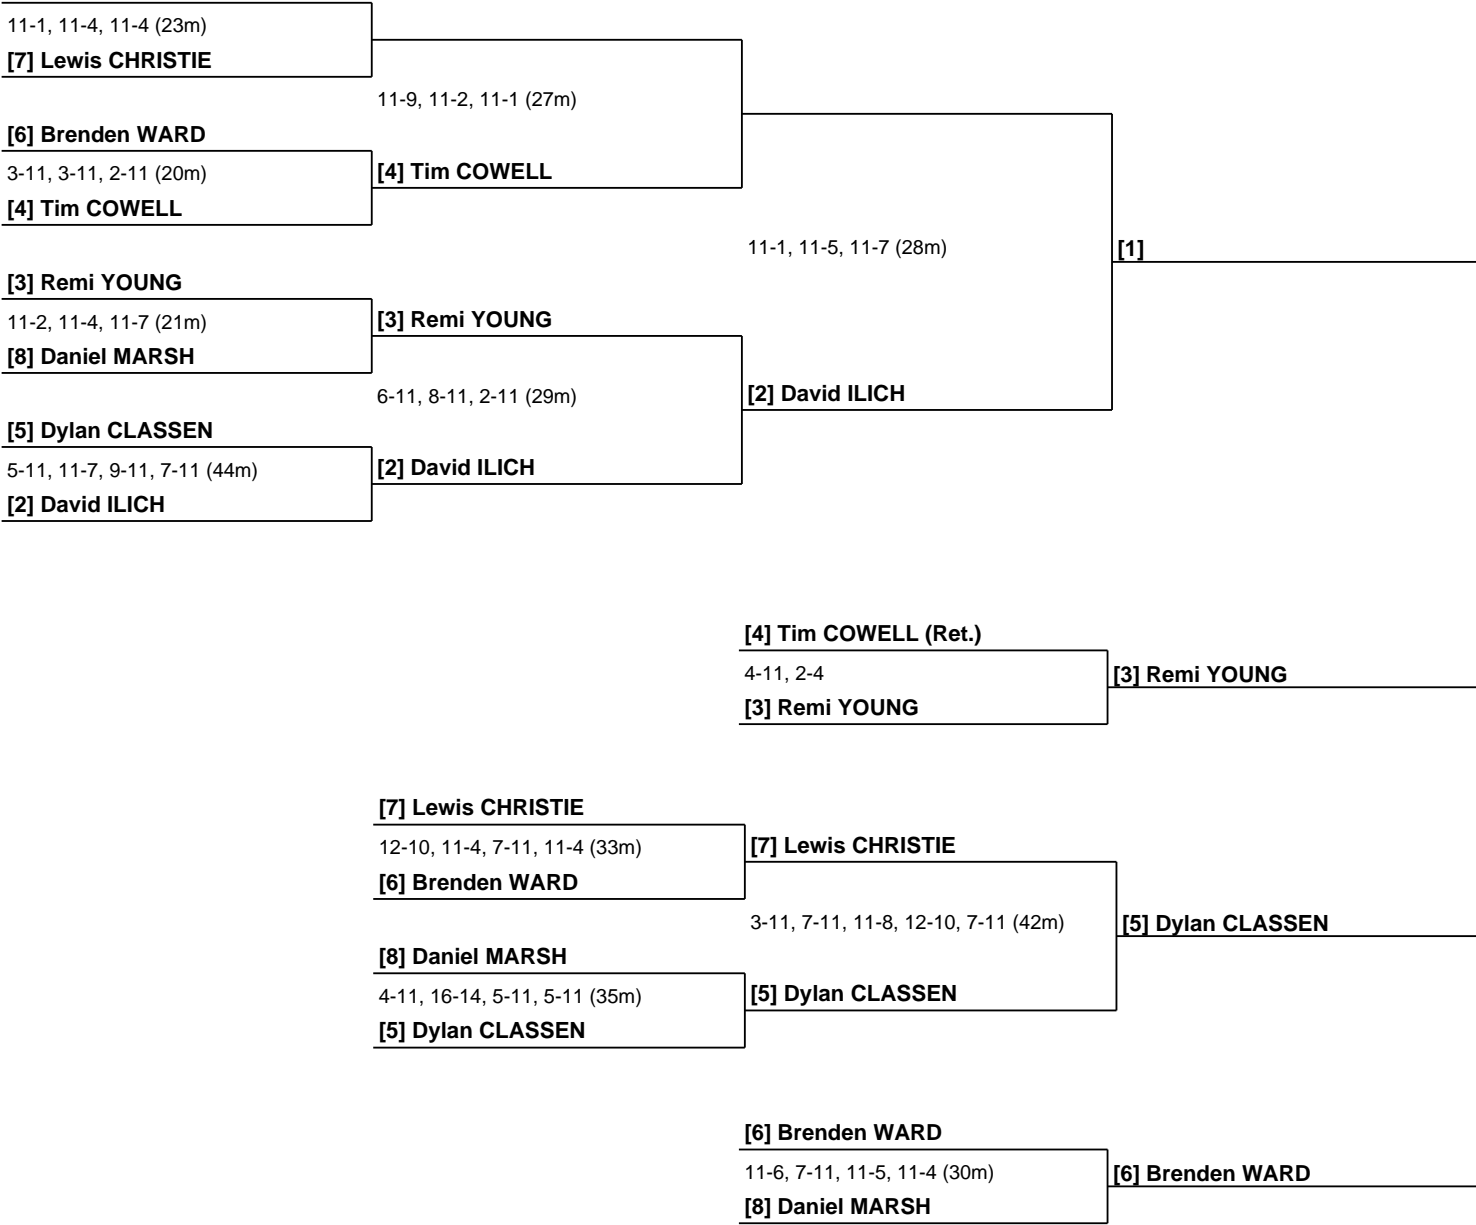 11-1, 11-4, 11-4 (23m)
[7] Lewis CHRISTIE
11-9, 11-2, 11-1 (27m)
[6] Brenden WARD
3-11, 3-11, 2-11 (20m)
[4] Tim COWELL
[4] Tim COWELL
11-1, 11-5, 11-7 (28m)
[1]
[3] Remi YOUNG
11-2, 11-4, 11-7 (21m)
[3] Remi YOUNG
[8] Daniel MARSH
6-11, 8-11, 2-11 (29m)
[2] David ILICH
[5] Dylan CLASSEN
5-11, 11-7, 9-11, 7-11 (44m)
[2] David ILICH
[2] David ILICH
[4] Tim COWELL (Ret.)
4-11, 2-4
[3] Remi YOUNG
[3] Remi YOUNG
[7] Lewis CHRISTIE
12-10, 11-4, 7-11, 11-4 (33m)
[7] Lewis CHRISTIE
[6] Brenden WARD
3-11, 7-11, 11-8, 12-10, 7-11 (42m)
[5] Dylan CLASSEN
[8] Daniel MARSH
4-11, 16-14, 5-11, 5-11 (35m)
[5] Dylan CLASSEN
[5] Dylan CLASSEN
[6] Brenden WARD
11-6, 7-11, 11-5, 11-4 (30m)
[6] Brenden WARD
[8] Daniel MARSH